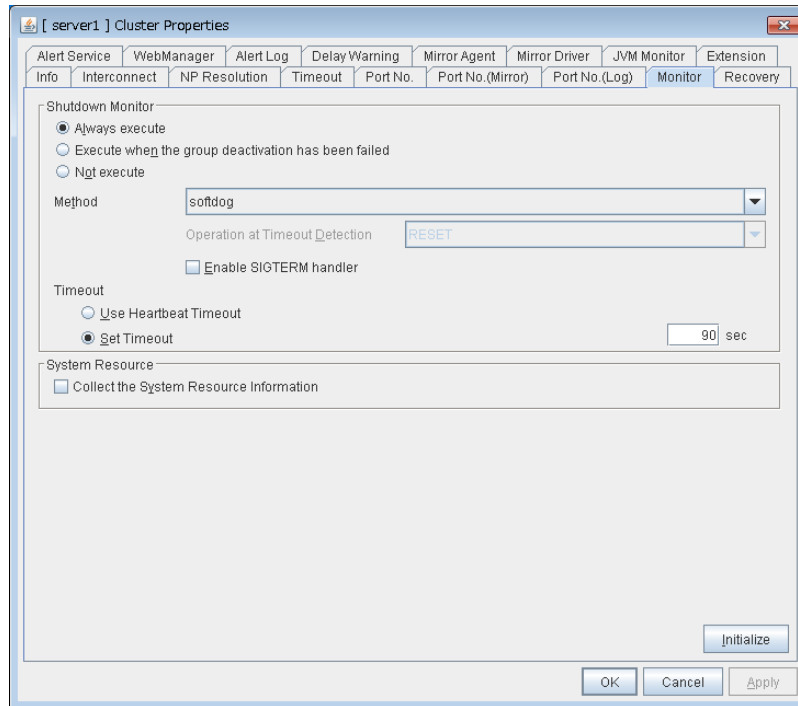 [ server1 ] Cluster Properties
Alert Service WebManager Alert Log Delay Warning Mirror Agent Mirror Driver JVM Monitor Extension
Info Interconnect NP Resolution Timeout Port No. Port No.(Mirror) Port No.(Log) Monitor Recovery
Shutdown Monitor
Always execute
Execute when the group deactivation has been failed
Not execute
Method softdog
Operation at Timeout Detection RESET
Enable SIGTERM handler
Timeout
Use Heartbeat Timeout
Set Timeout 90 sec
System Resource
Collect the System Resource Information
Initialize
OK Cancel Apply